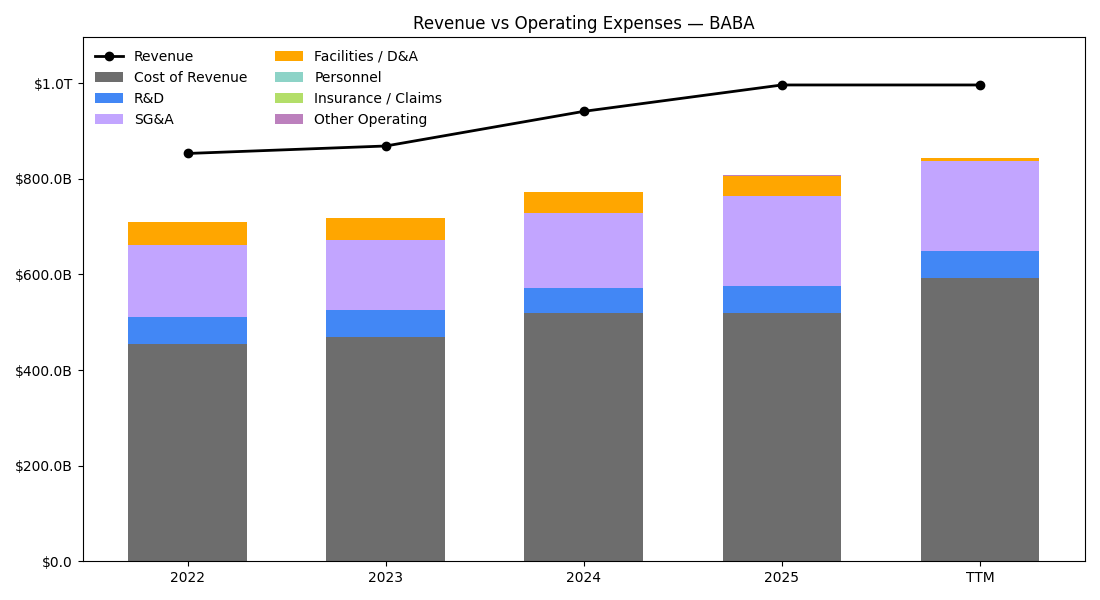 Revenue vs Operating Expenses — BABA
Revenue
Cost of Revenue
R&D
SG&A
Facilities / D&A
Personnel
Insurance / Claims
Other Operating
$1.0T
$800.0B
$600.0B
$400.0B
$200.0B
$0.0
2022
2023
2024
2025
TTM